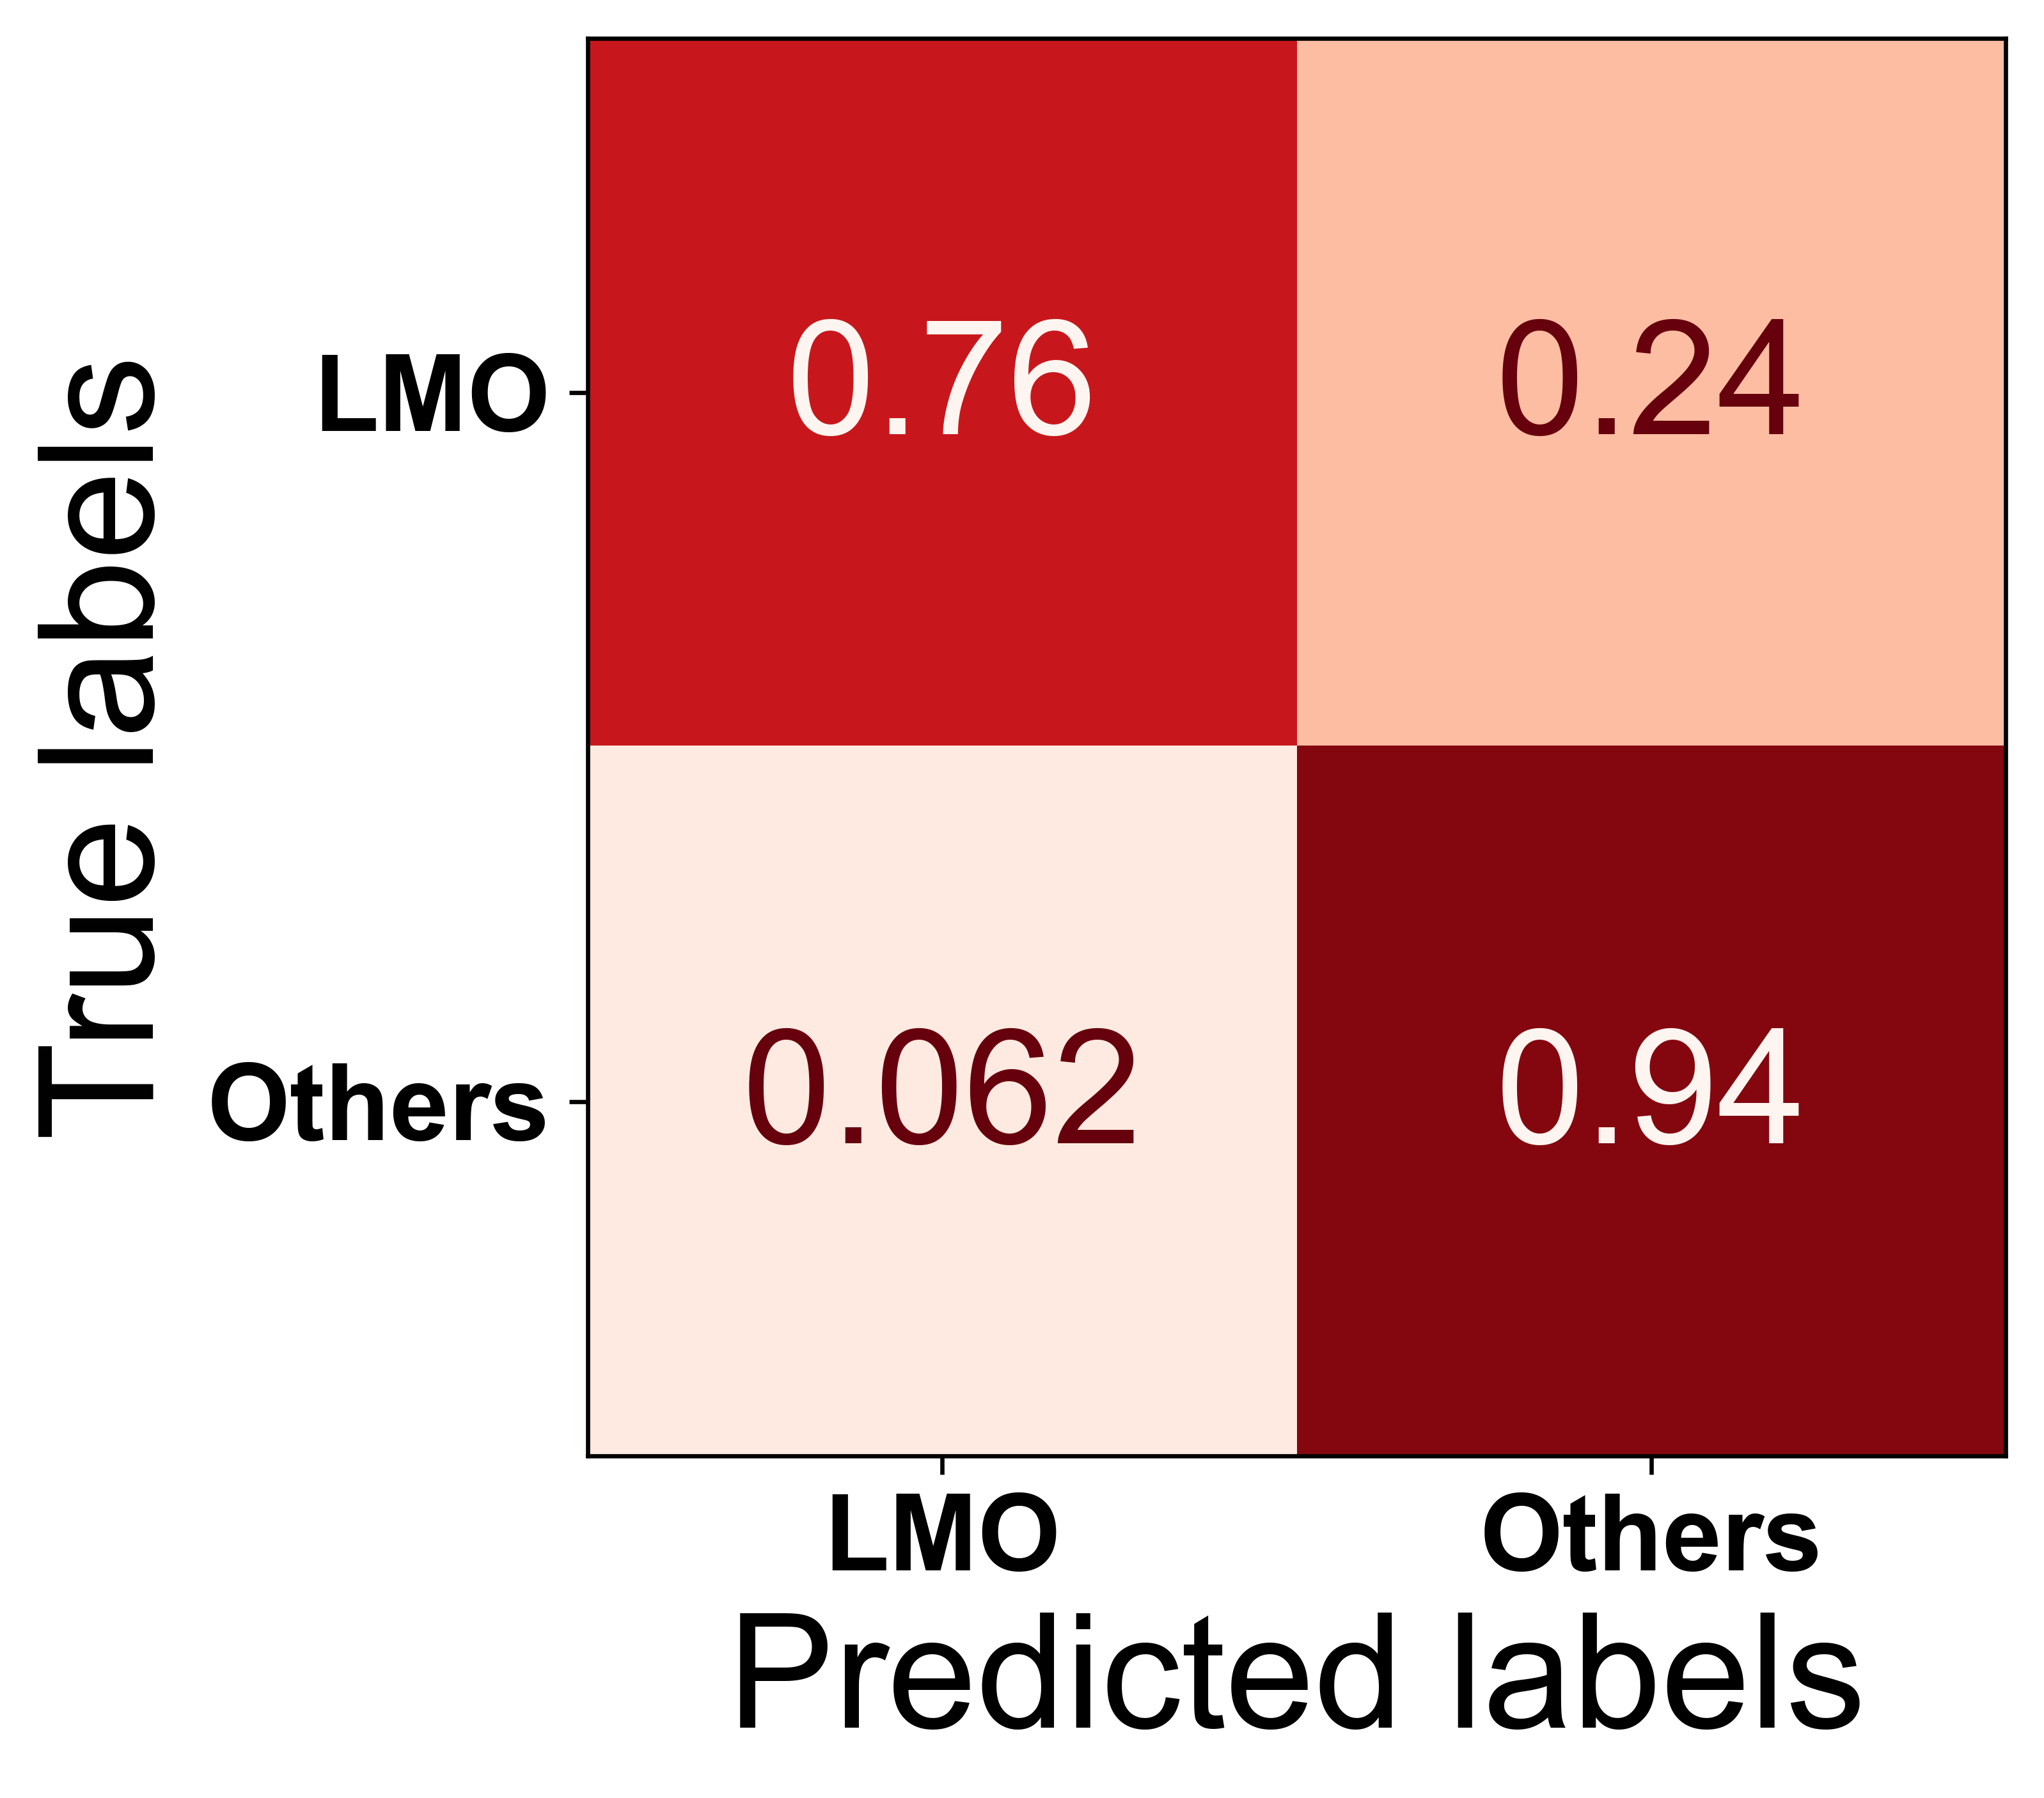 True labels
LMO
0.76 0.24
Others
0.062 0.94
LMO Others
Predicted labels